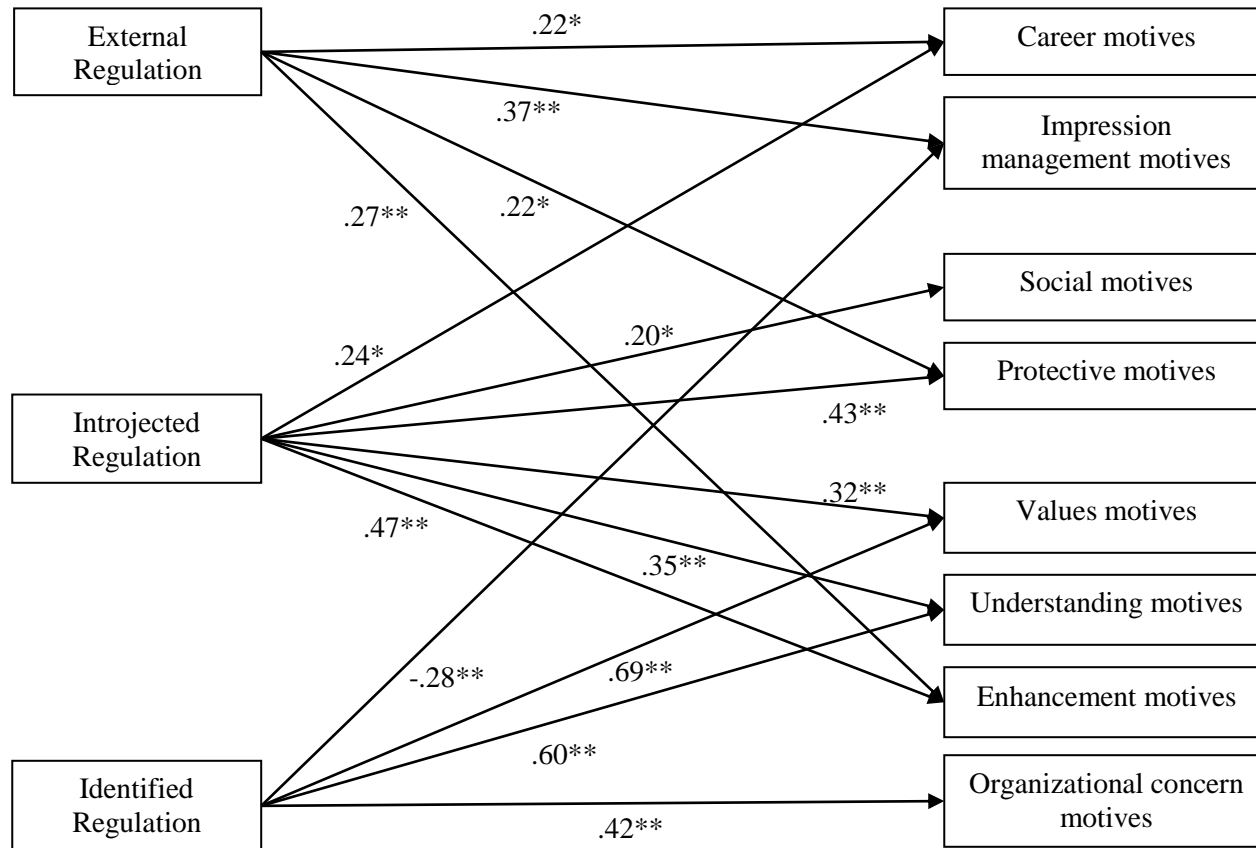 External
Regulation
.22*
Career motives
.37**
Impression
management motives
.27**
.22*
Social motives
.20*
.24*
Protective motives
.43**
Introjected
Regulation
.32**
Values motives
.47**
.35**
Understanding motives
-.28**
.69**
Enhancement motives
.60**
Identified
Regulation
Organizational concern
motives
.42**